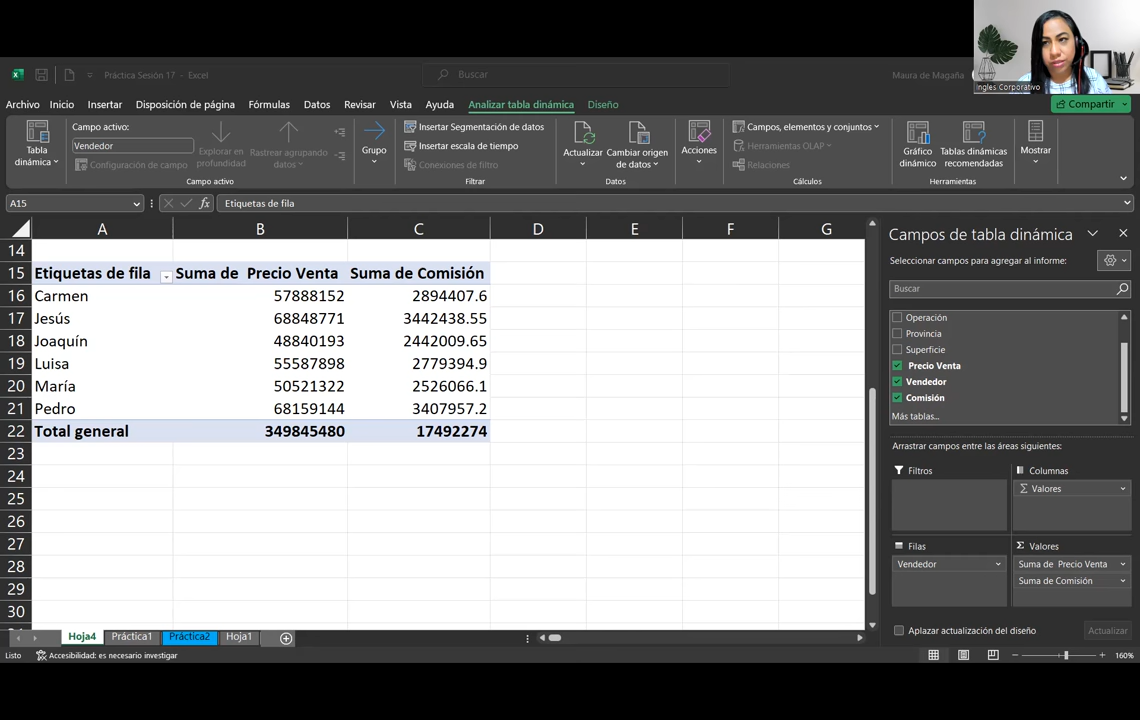 Ingles Corporativo
Práctica Sesión 17 - Excel
Buscar
Maura de Magaña
Archivo Inicio Insertar Disposición de página Fórmulas Datos Revisar Vista Ayuda Analizar tabla dinámica Diseño
Compartir
Tabla dinámica
Campo activo:
Vendedor
Configuración de campo
Explorar en profundidad
Rastrear agrupando datos
Campo activo
Grupo
Insertar Segmentación de datos
Insertar escala de tiempo
Conexiones de filtro
Filtrar
Actualizar
Cambiar origen de datos
Datos
Acciones
Campos, elementos y conjuntos
Herramientas OLAP
Relaciones
Cálculos
Gráfico dinámico
Tablas dinámicas recomendadas
Herramientas
Mostrar
A15 fx Etiquetas de fila
A B C D E F G
14
15 Etiquetas de fila Suma de Precio Venta Suma de Comisión
16 Carmen 57888152 2894407.6
17 Jesús 68848771 3442438.55
18 Joaquín 48840193 2442009.65
19 Luisa 55587898 2779394.9
20 María 50521322 2526066.1
21 Pedro 68159144 3407957.2
22 Total general 349845480 17492274
23
24
25
26
27
28
29
30
Campos de tabla dinámica
Seleccionar campos para agregar al informe:
Buscar
Operación
Provincia
Superficie
Precio Venta
Vendedor
Comisión
Más tablas...
Arrastrar campos entre las áreas siguientes:
Filtros
Columnas
Σ Valores
Filas
Vendedor
Σ Valores
Suma de Precio Venta
Suma de Comisión
Aplazar actualización del diseño
Actualizar
Hoja4 Práctica1 Práctica2 Hoja1
Listo Accesibilidad: es necesario investigar
160%